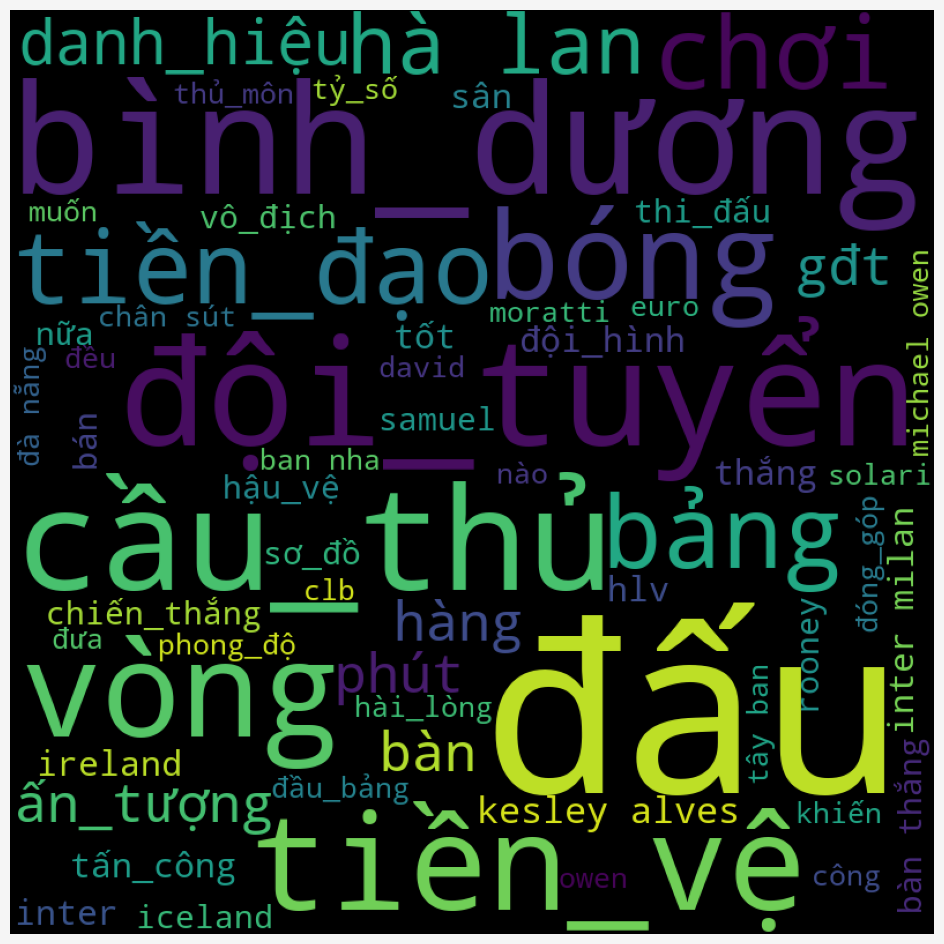 danh_hiệu
hà lan
chơi
bình_dương
thủ_môn
tỷ_số
sân
muốn
vô_địch
thi_đấu
tiền_đạo
bóng
gđt
chân sút
moratti
euro
michael owen
nữa
tốt
đội_hình
đều
david
đội_tuyển
đà nẵng
bán
samuel
ban nha
nào
thắng
solari
hậu_vệ
cầu_thủ
bảng
sơ_đồ
clb
hlv
đóng_góp
inter milan
chiến_thắng
hàng
rooney
đưa
phong_độ
vòng
phút
đấu
hài_lòng
bàn
tây ban
ireland
đầu_bảng
bàn thắng
ấn_tượng
kesley alves
khiến
tiền_vệ
tấn_công
owen
công
inter
iceland